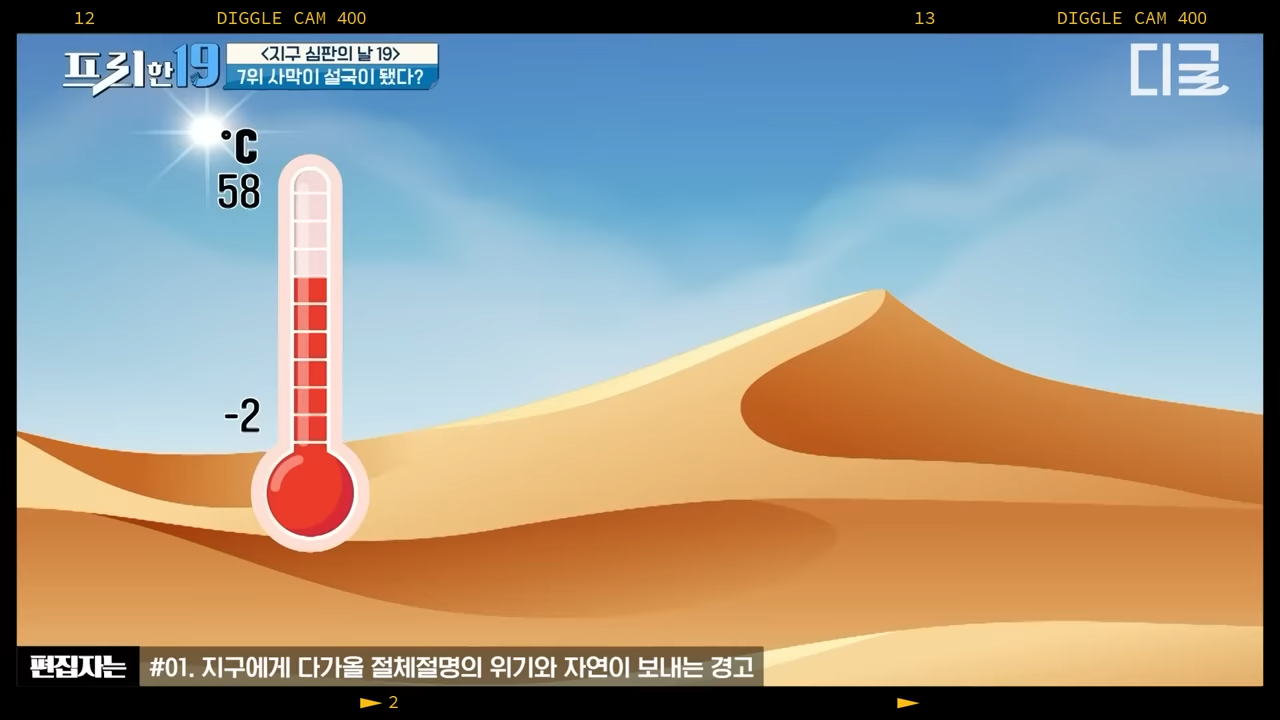 12 DIGGLE CAM 400 13 DIGGLE CAM 400
프리한19
<지구 심판의 날 19>
7위 사막이 설국이 됐다?
디글
°C
58
-2
편집자는
#01. 지구에게 다가올 절체절명의 위기와 자연이 보내는 경고
2